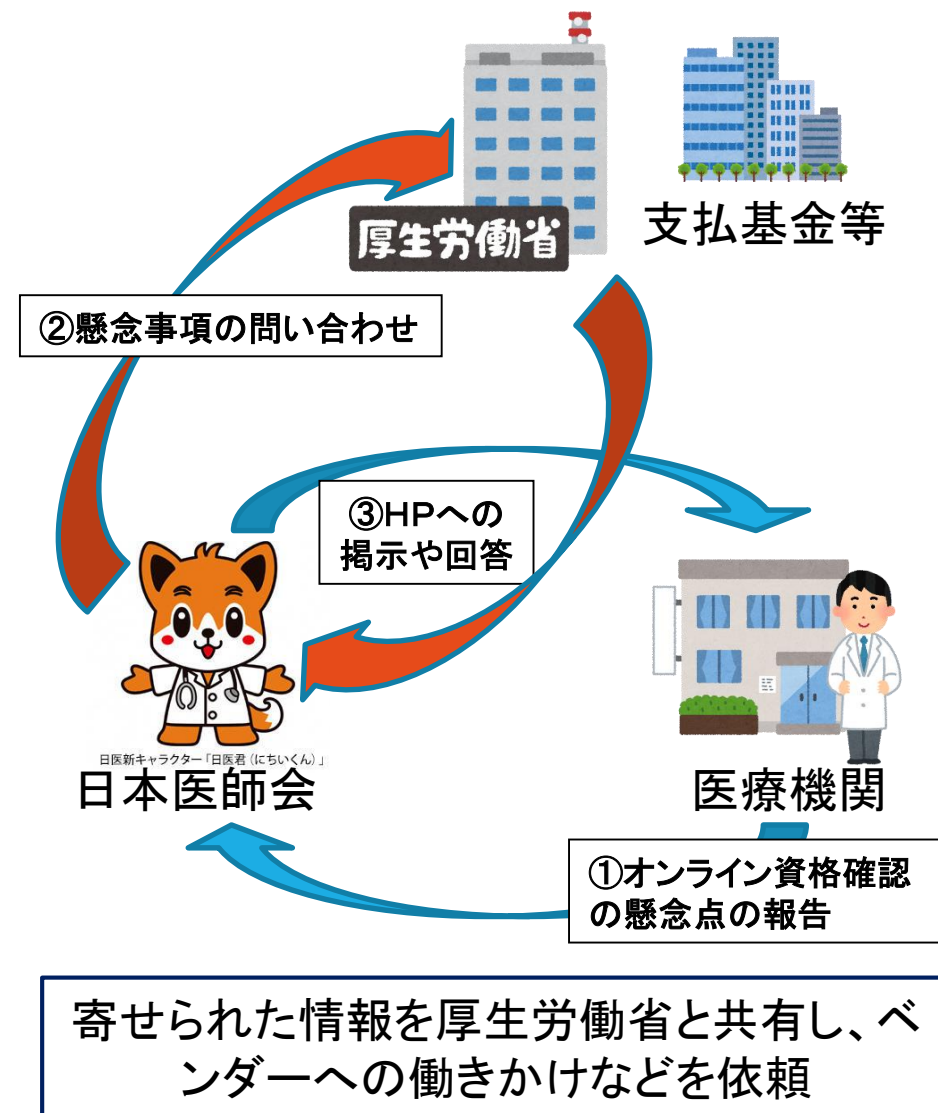 厚生労働省
支払基金等
②懸念事項の問い合わせ
③HPへの
掲示や回答
日医新キャラクター「日医君(にちいくん)」
日本医師会
医療機関
①オンライン資格確認
の懸念点の報告
寄せられた情報を厚生労働省と共有し、ベ
ンダーへの働きかけなどを依頼